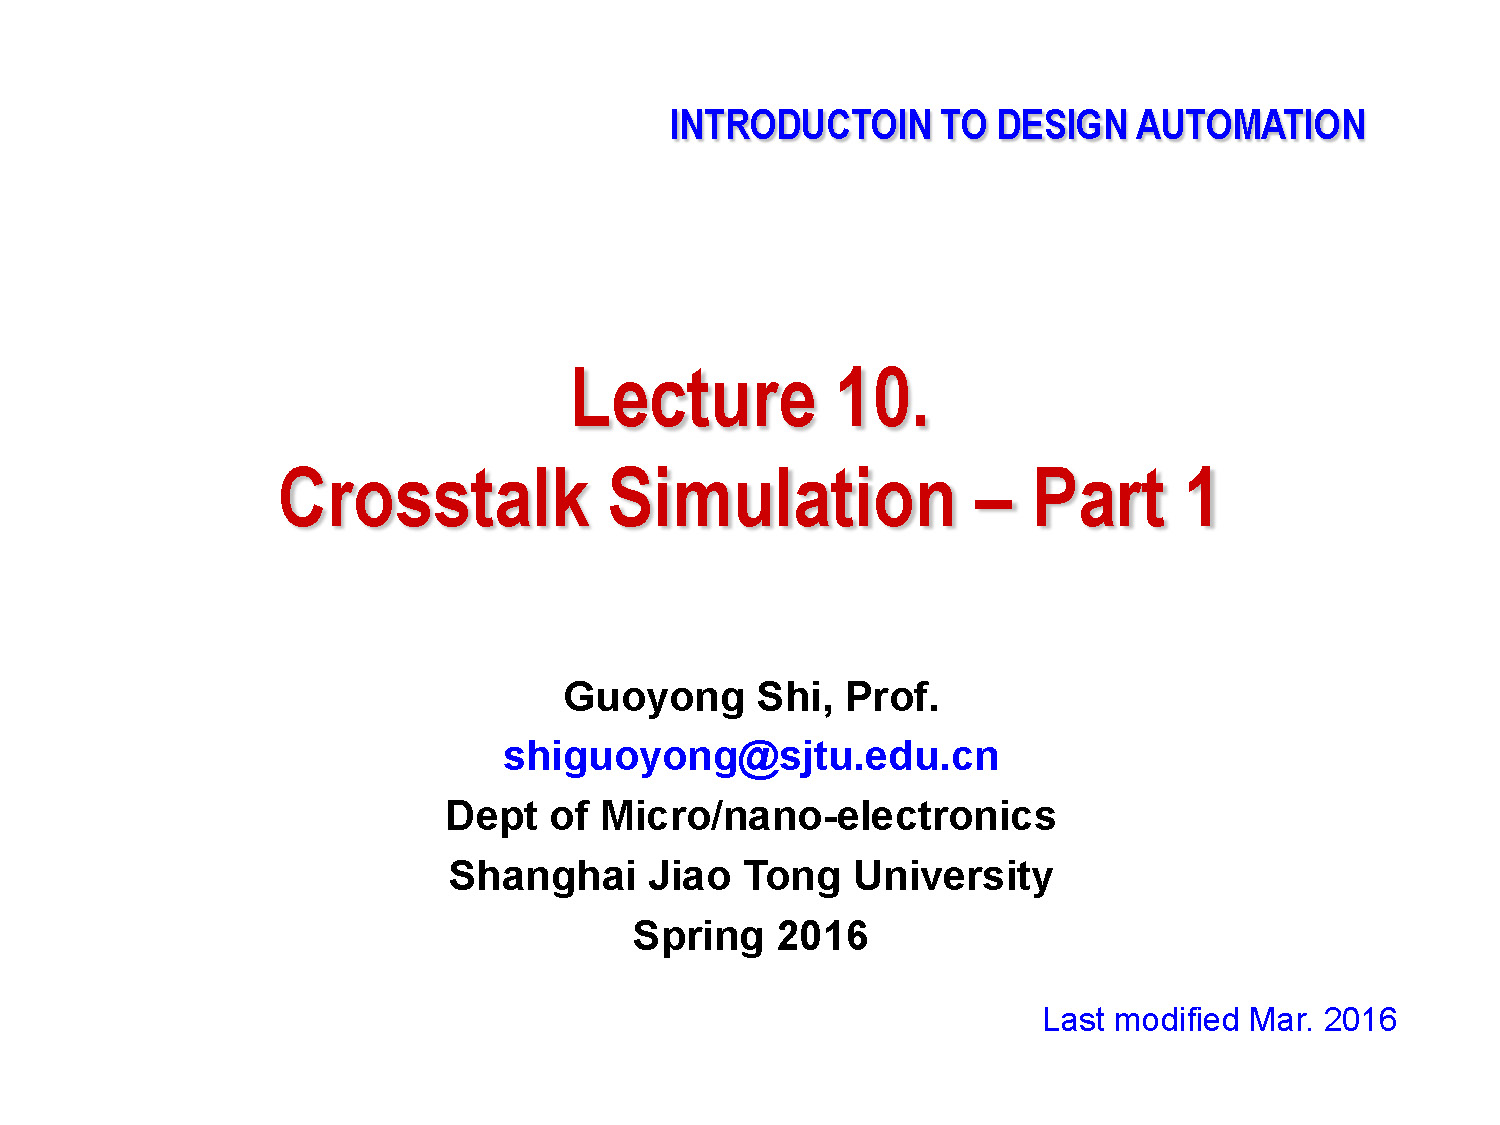 INTRODUCTOIN TO DESIGN AUTOMATION
Lecture 10.
Crosstalk Simulation – Part 1
Guoyong Shi, Prof.
shiguoyong@sjtu.edu.cn
Dept of Micro/nano-electronics
Shanghai Jiao Tong University
Spring 2016
Last modified Mar. 2016